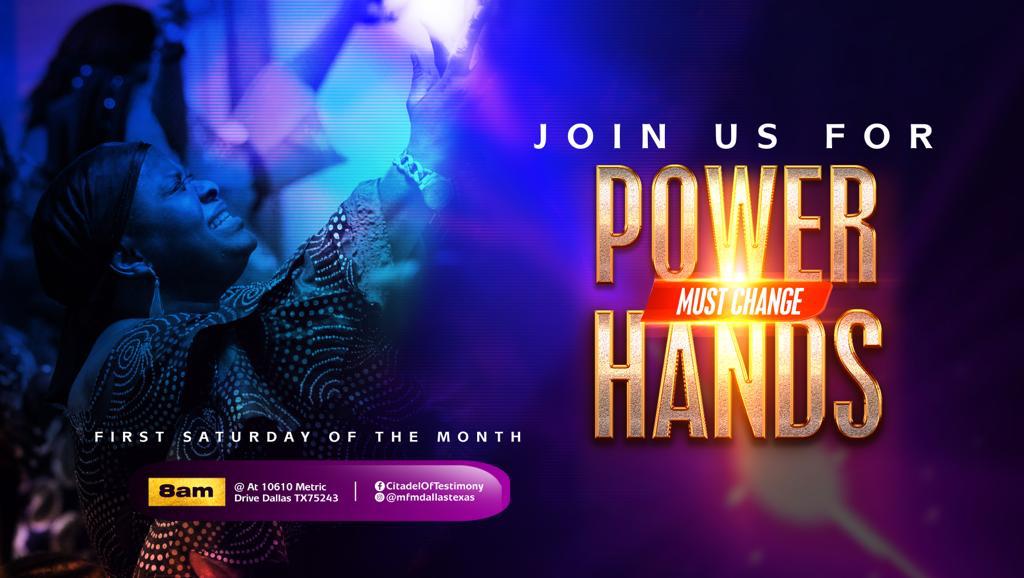 JOIN US FOR
POWER
MUST CHANGE
HANDS
FIRST SATURDAY OF THE MONTH
8am
@ At 10610 Metric
Drive Dallas TX75243
CitadelOfTestimony
@mfmdallastexas